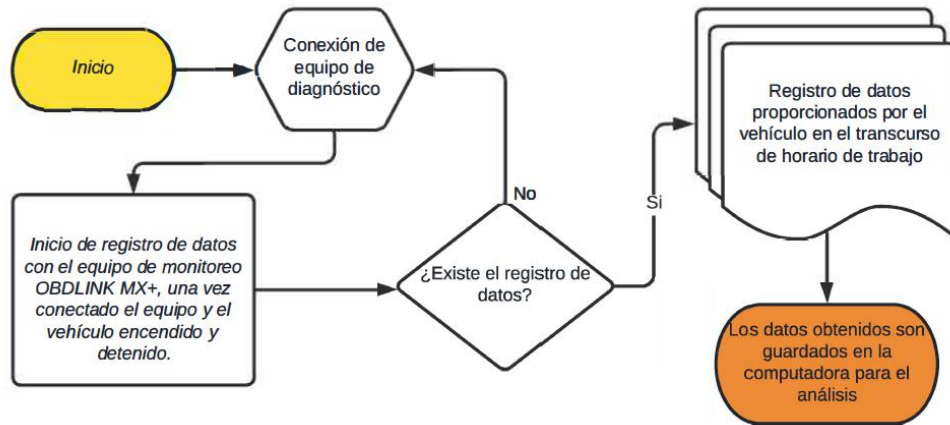 Inicio
Conexión de
equipo de
diagnóstico
Inicio de registro de datos
con el equipo de monitoreo
OBDLINK MX+, una vez
conectado el equipo y el
vehículo encendido y
detenido.
¿Existe el registro de
datos?
No
Si
Registro de datos
proporcionados por el
vehículo en el transcurso
de horario de trabajo
Los datos obtenidos son
guardados en la
computadora para el
análisis